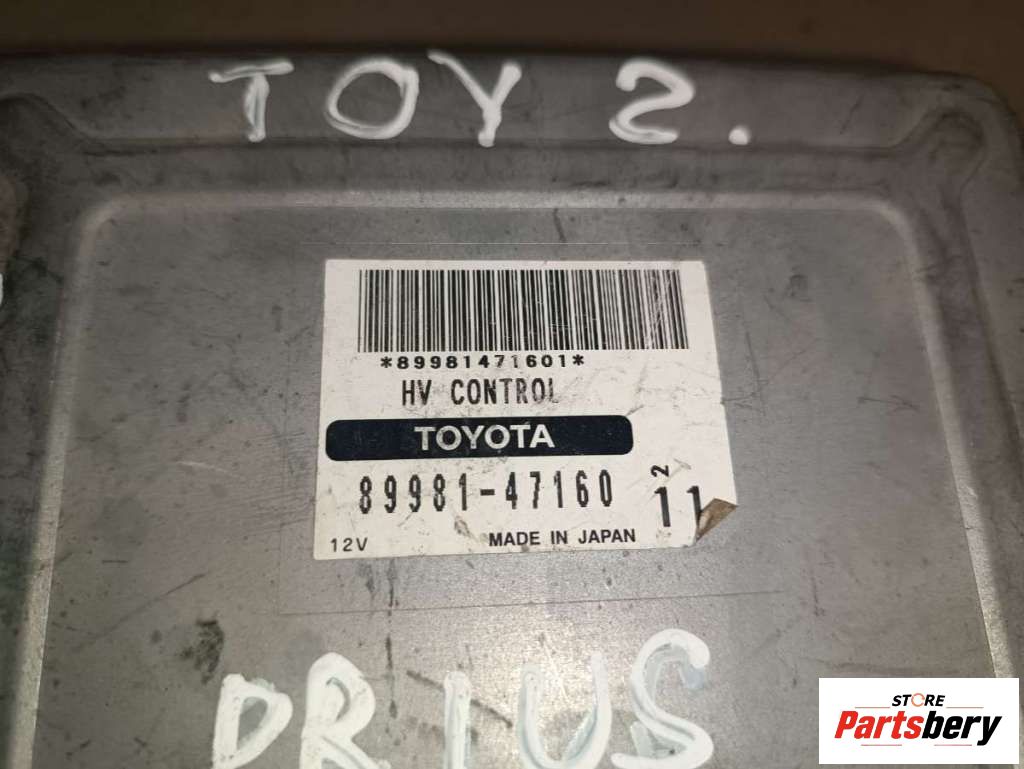 TOY 2.
*89981471601*
HV CONTROL
TOYOTA
89981-47160
2
11
12V MADE IN JAPAN
PRIUS
STORE
Partsbery